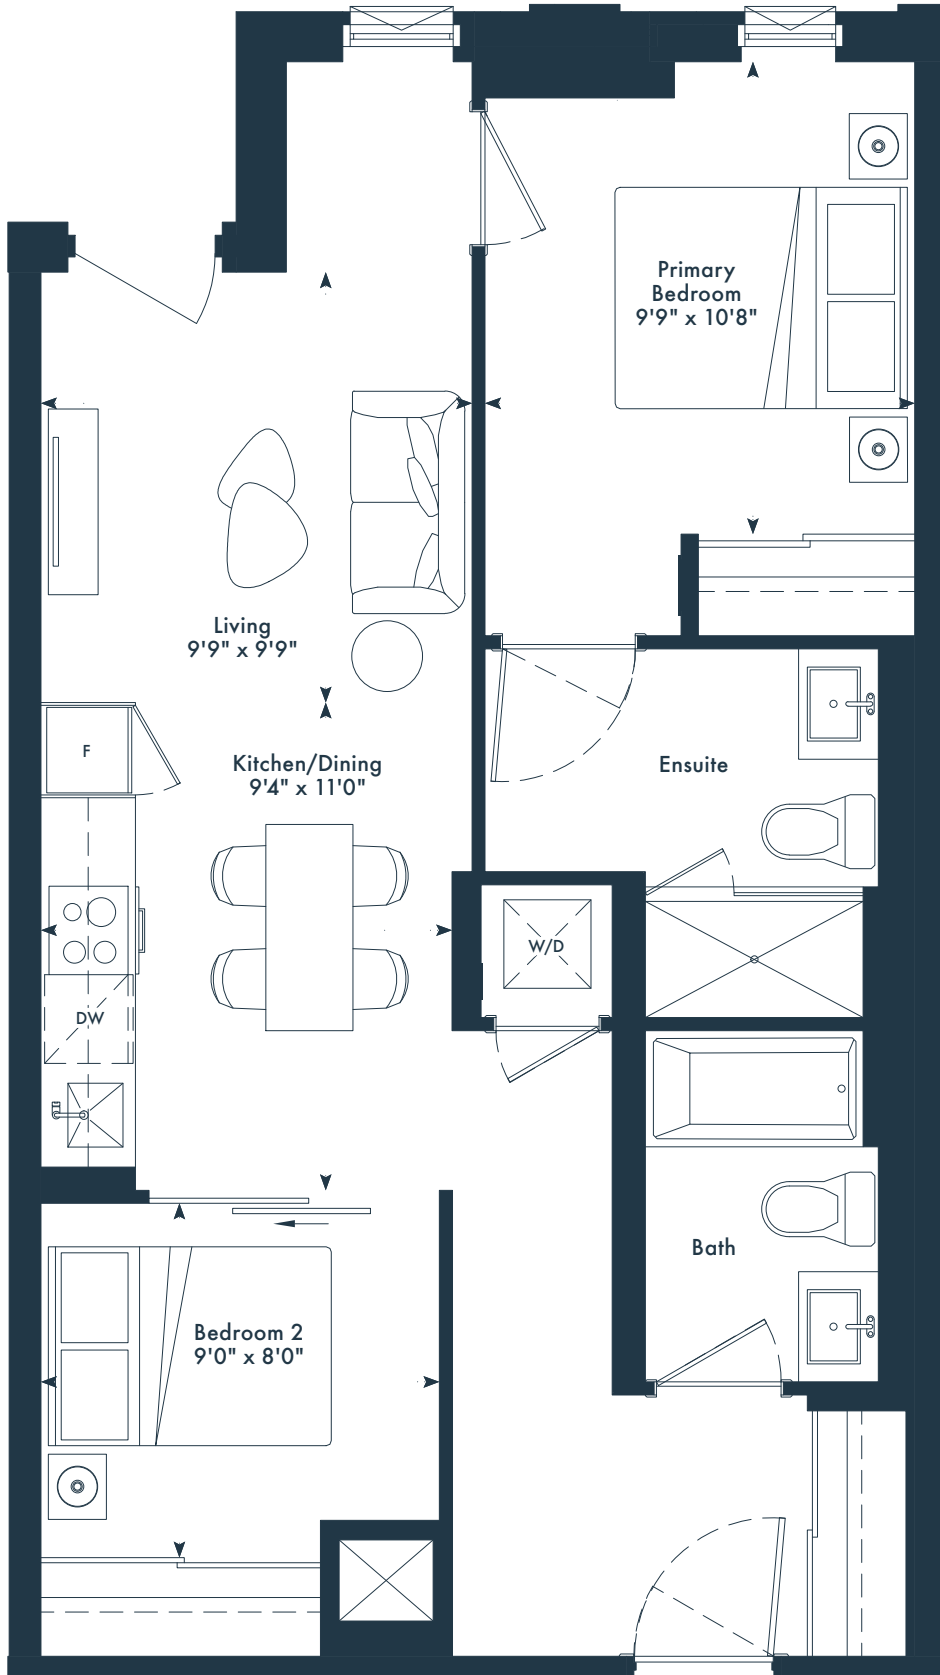 Primary
Bedroom
9'9" x 10'8"
Living
9'9" x 9'9"
F
Kitchen/Dining
9'4" x 11'0"
Ensuite
W/D
DW
Bath
Bedroom 2
9'0" x 8'0"